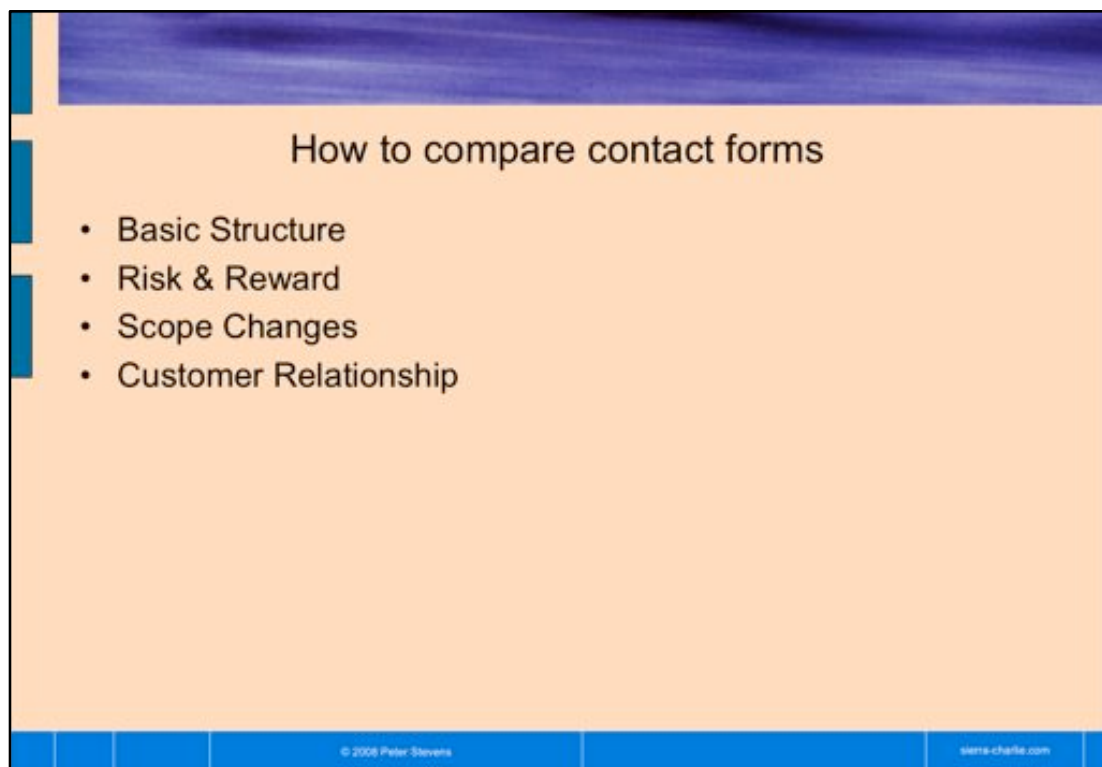 How to compare contact forms
• Basic Structure
• Risk & Reward
• Scope Changes
• Customer Relationship
© 2008 Peter Stevens
sierra-charlie.com